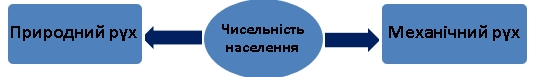 Природний рух
Чисельність
населення
Механічний рух